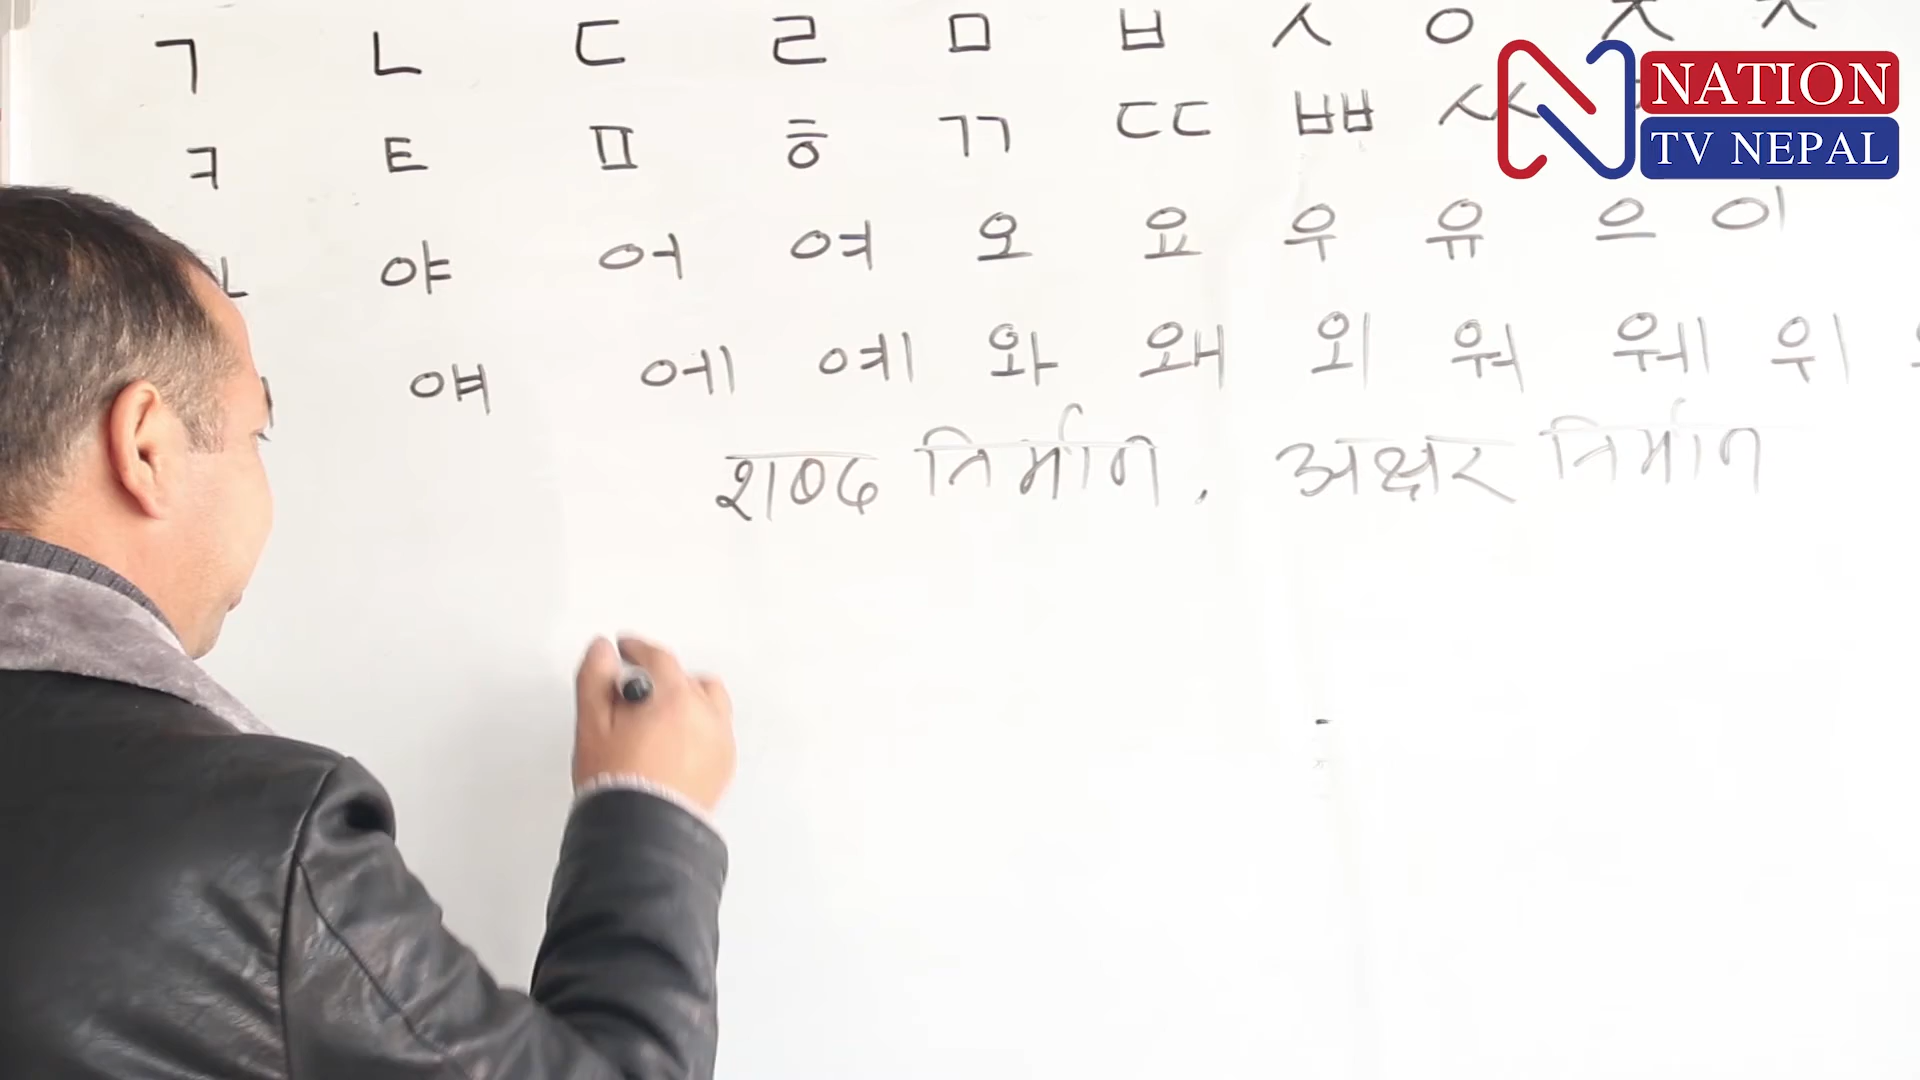 ㄱ ㄴ ㄷ ㄹ ㅁ ㅂ ㅅ ㅇ ㅈ ㅊ
ㅋ ㅌ ㅍ ㅎ ㄲ ㄸ ㅃ ㅆ
야 어 여 오 요 우 유 으 이
얘 에 예 와 왜 외 워 웨 위
शब्द निर्माण . अक्षर निर्माण
NATION
TV NEPAL